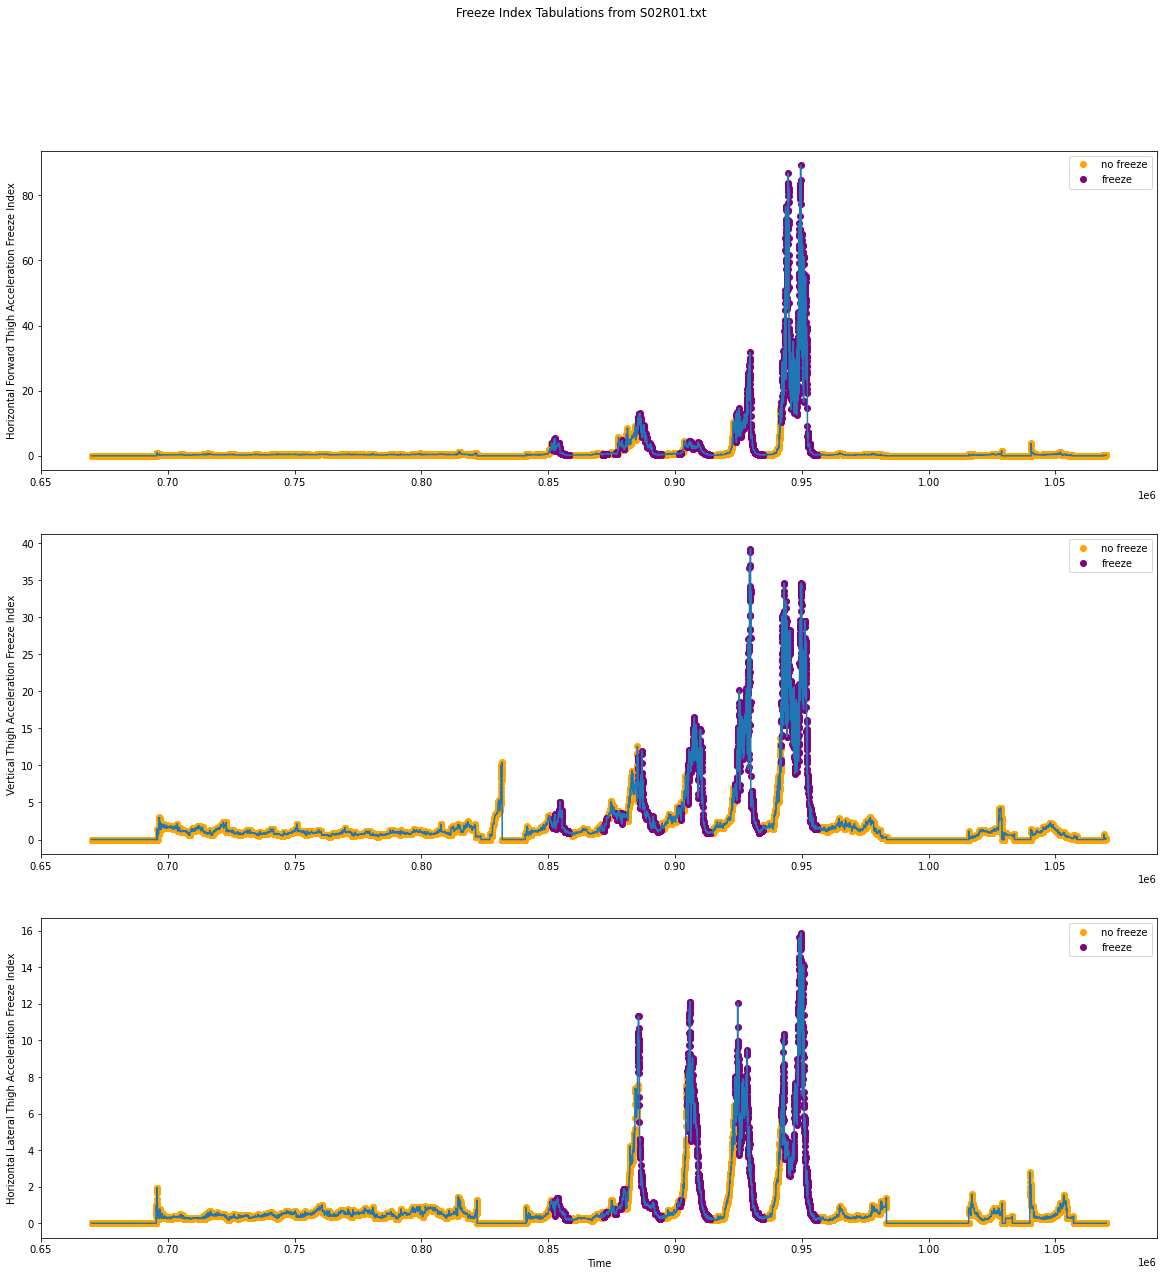 Freeze Index Tabulations from S02R01.txt
Horizontal Forward Thigh Acceleration Freeze Index
80
60
40
20
0
no freeze
freeze
0.65 0.70 0.75 0.80 0.85 0.90 0.95 1.00 1.05
1e6
Vertical Thigh Acceleration Freeze Index
40
35
30
25
20
15
10
5
0
no freeze
freeze
0.65 0.70 0.75 0.80 0.85 0.90 0.95 1.00 1.05
1e6
Horizontal Lateral Thigh Acceleration Freeze Index
16
14
12
10
8
6
4
2
0
no freeze
freeze
0.65 0.70 0.75 0.80 0.85 0.90 0.95 1.00 1.05
Time
1e6